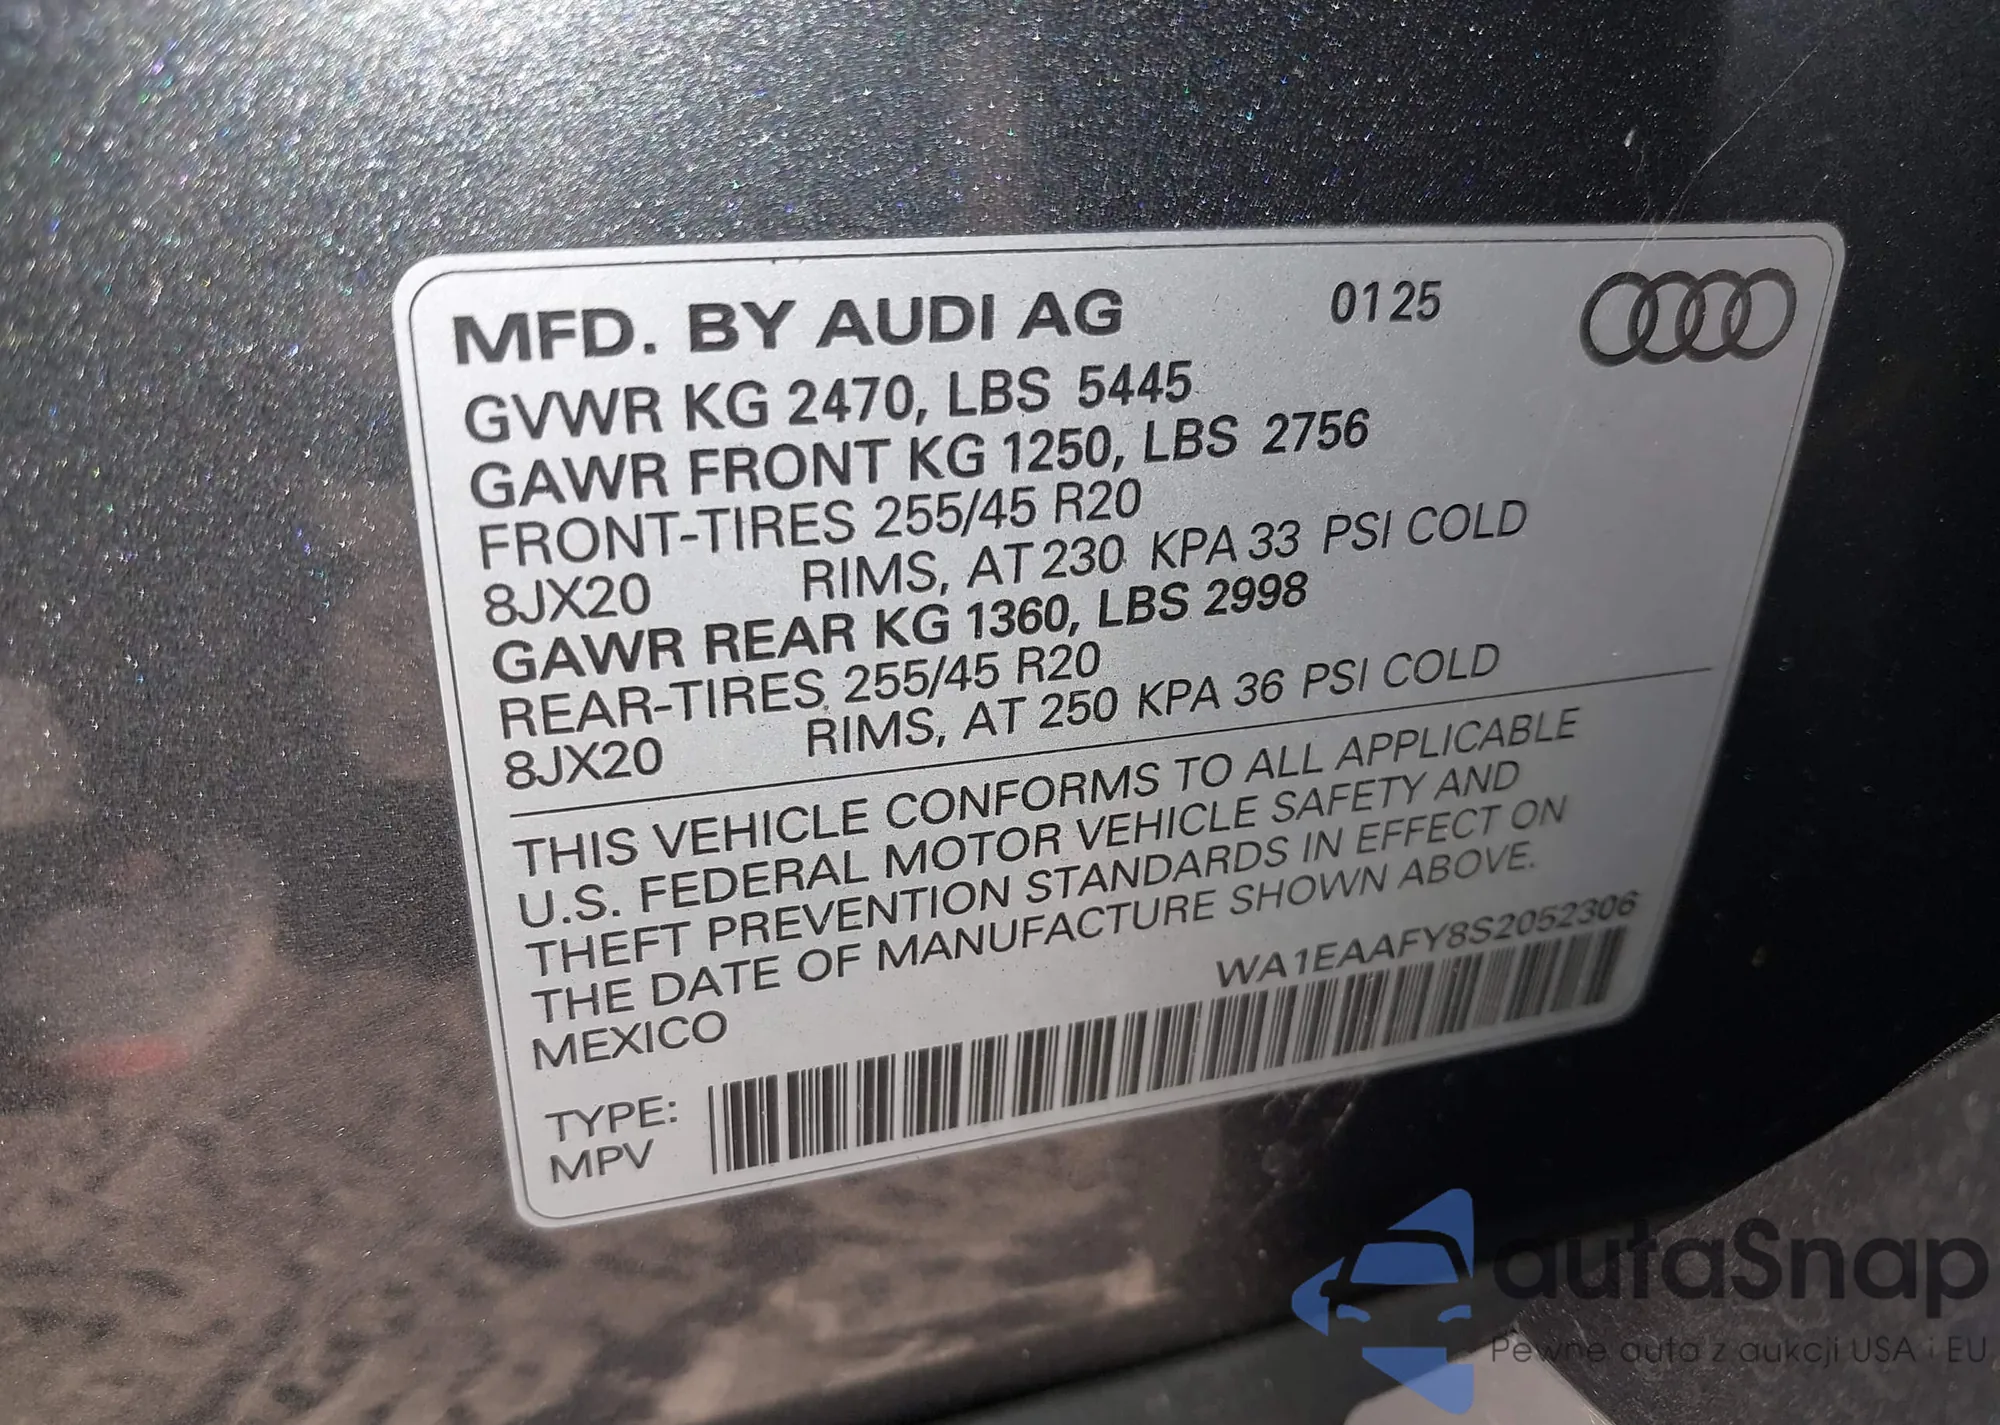 MFD. BY AUDI AG 0125
GVWR KG 2470, LBS 5445
GAWR FRONT KG 1250, LBS 2756
FRONT-TIRES 255/45 R20
8JX20 RIMS, AT 230 KPA 33 PSI COLD
GAWR REAR KG 1360, LBS 2998
REAR-TIRES 255/45 R20
8JX20 RIMS, AT 250 KPA 36 PSI COLD
THIS VEHICLE CONFORMS TO ALL APPLICABLE
U.S. FEDERAL MOTOR VEHICLE SAFETY AND
THEFT PREVENTION STANDARDS IN EFFECT ON
THE DATE OF MANUFACTURE SHOWN ABOVE.
MEXICO
WA1EAAFY8S2052306
TYPE:
MPV
autaSnap
Pewne auta z aukcji USA i EU